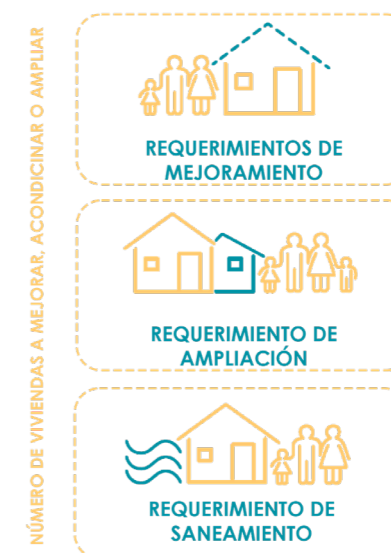 NÚMERO DE VIVIENDAS A MEJORAR, ACONDICINAR O AMPLIAR
REQUERIMIENTOS DE
MEJORAMIENTO
REQUERIMIENTO DE
AMPLIACIÓN
REQUERIMIENTO DE
SANEAMIENTO